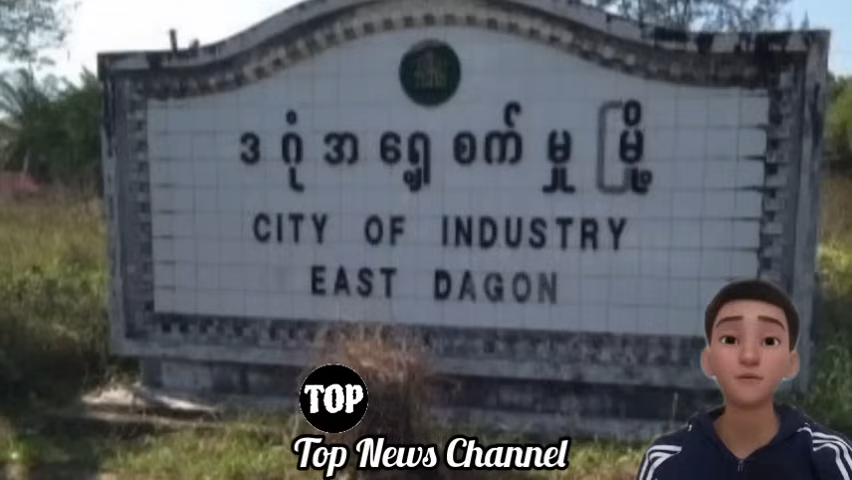 ဒဂုံအရှေ့စက်မှုမြို့
CITY OF INDUSTRY
EAST DAGON
TOP
Top News Channel